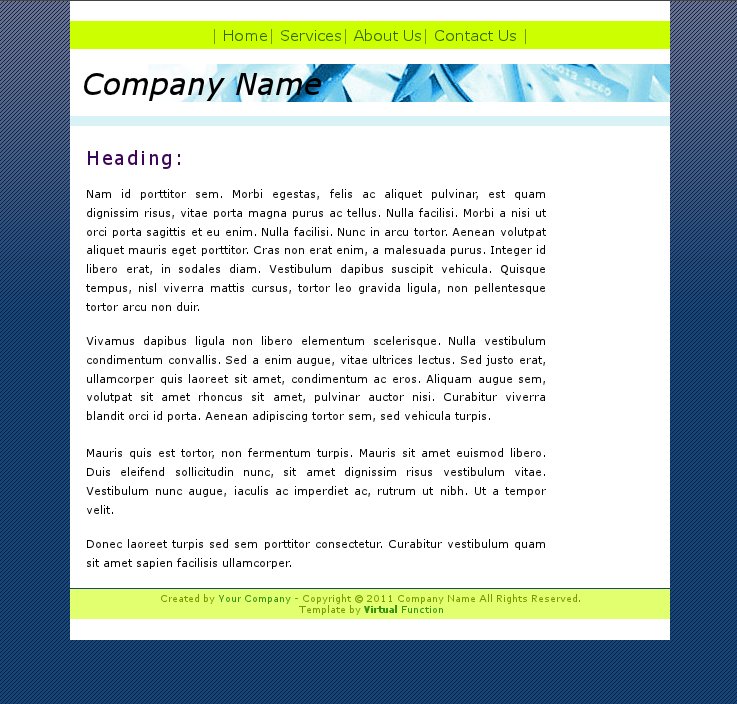 | Home| Services| About Us| Contact Us |
Company Name
Heading:
Nam id porttitor sem. Morbi egestas, felis ac aliquet pulvinar, est quam
dignissim risus, vitae porta magna purus ac tellus. Nulla facilisi. Morbi a nisi ut
orci porta sagittis et eu enim. Nulla facilisi. Nunc in arcu tortor. Aenean volutpat
aliquet mauris eget porttitor. Cras non erat enim, a malesuada purus. Integer id
libero erat, in sodales diam. Vestibulum dapibus suscipit vehicula. Quisque
tempus, nisl viverra mattis cursus, tortor leo gravida ligula, non pellentesque
tortor arcu non duir.
Vivamus dapibus ligula non libero elementum scelerisque. Nulla vestibulum
condimentum convallis. Sed a enim augue, vitae ultrices lectus. Sed justo erat,
ullamcorper quis laoreet sit amet, condimentum ac eros. Aliquam augue sem,
volutpat sit amet rhoncus sit amet, pulvinar auctor nisi. Curabitur viverra
blandit orci id porta. Aenean adipiscing tortor sem, sed vehicula turpis.
Mauris quis est tortor, non fermentum turpis. Mauris sit amet euismod libero.
Duis eleifend sollicitudin nunc, sit amet dignissim risus vestibulum vitae.
Vestibulum nunc augue, iaculis ac imperdiet ac, rutrum ut nibh. Ut a tempor
velit.
Donec laoreet turpis sed sem porttitor consectetur. Curabitur vestibulum quam
sit amet sapien facilisis ullamcorper.
Created by Your Company - Copyright © 2011 Company Name All Rights Reserved.
Template by Virtual Function